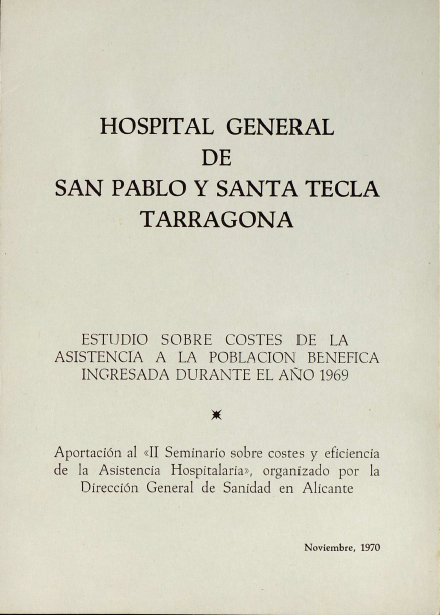 HOSPITAL GENERAL
DE
SAN PABLO Y SANTA TECLA
TARRAGONA
ESTUDIO SOBRE COSTES DE LA
ASISTENCIA A LA POBLACION BENEFICA
INGRESADA DURANTE EL AÑO 1969
Aportación al «II Seminario sobre costes y eficiencia
de la Asistencia Hospitalaria», organizado por la
Dirección General de Sanidad en Alicante
Noviembre, 1970